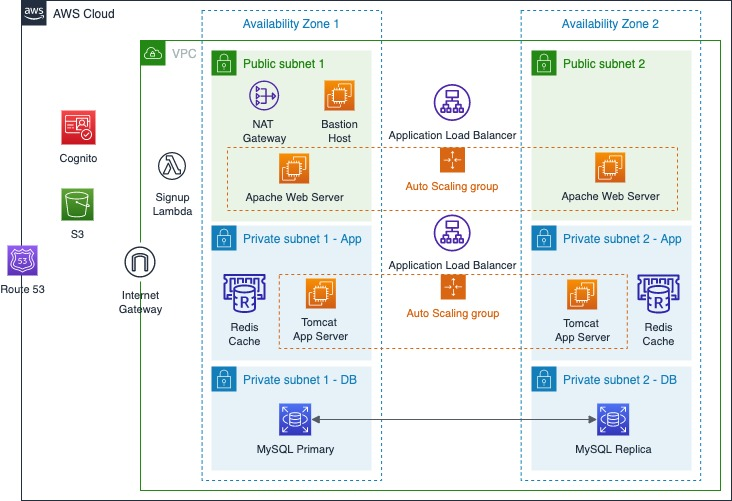 aws
AWS Cloud
Availability Zone 1
Availability Zone 2
VPC
Public subnet 1
Public subnet 2
NAT
Gateway
Bastion
Host
Application Load Balancer
Cognito
Signup
Lambda
Apache Web Server
Auto Scaling group
Apache Web Server
S3
Private subnet 1 - App
Private subnet 2 - App
53
Route 53
Internet
Gateway
Application Load Balancer
R
Redis
Cache
Tomcat
App Server
Auto Scaling group
Tomcat
App Server
R
Redis
Cache
Private subnet 1 - DB
Private subnet 2 - DB
MySQL Primary
MySQL Replica